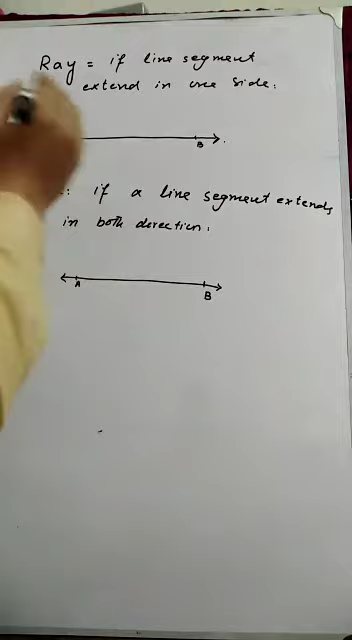 Ray = if line segment
extend in one side.
B
: if a line segment extends
in both direction.
A
B